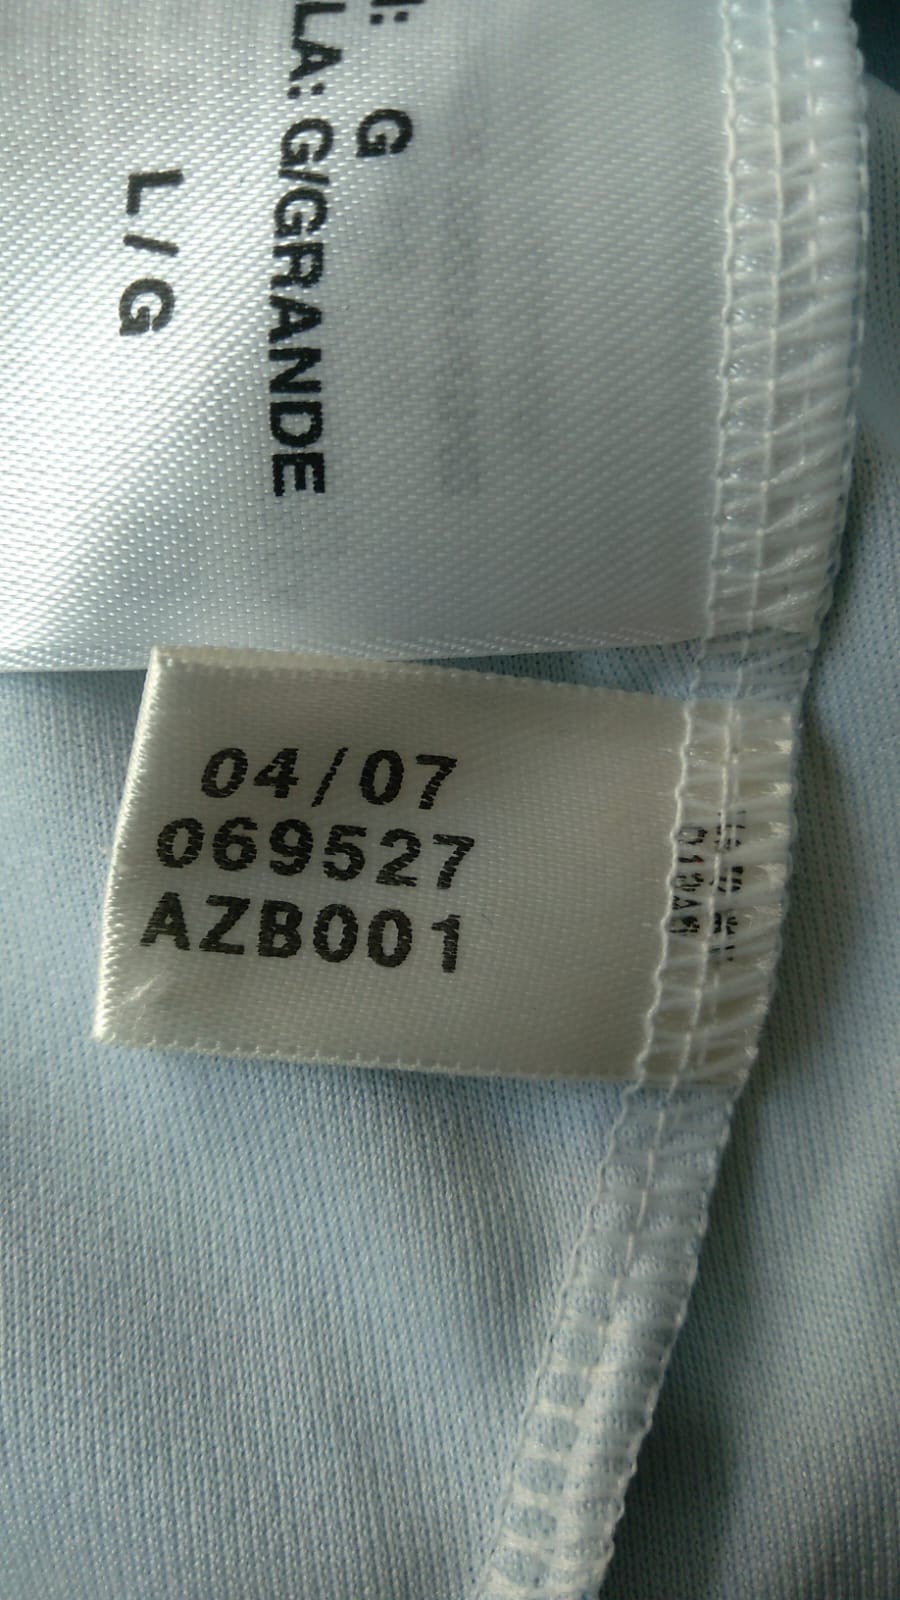 : G
LA: G/GRANDE
L/G
04/07
069527
AZB001